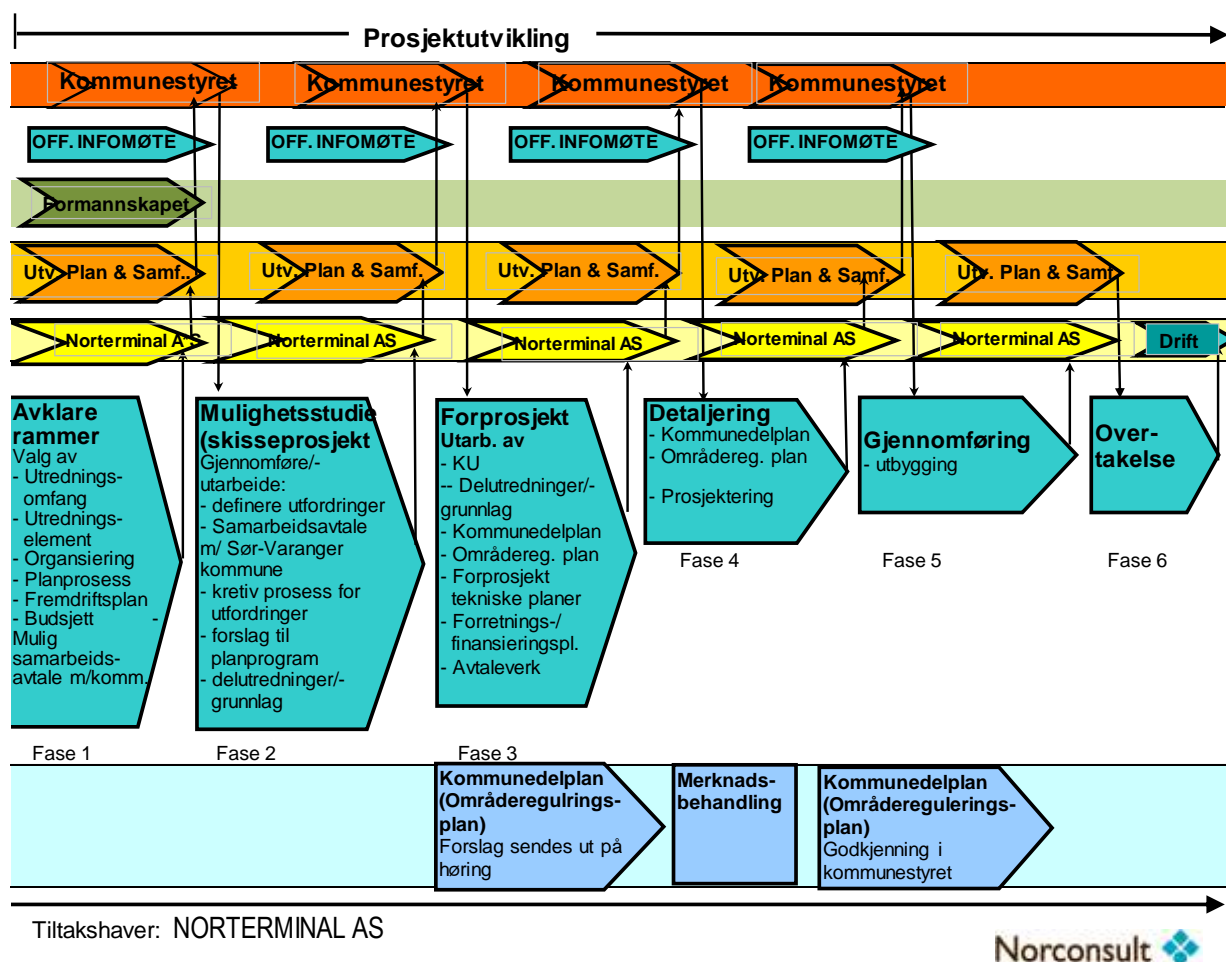 Prosjektutvikling
Kommunestyret
Kommunestyret
Kommunestyret
Kommunestyret
OFF. INFOMØTE
OFF. INFOMØTE
OFF. INFOMØTE
OFF. INFOMØTE
Formannskapet
Utv. Plan & Samf..
Utv. Plan & Samf.
Utv. Plan & Samf.
Utv. Plan & Samf.
Utv. Plan & Samf.
Norterminal AS
Norterminal AS
Norterminal AS
Norteminal AS
Norterminal AS
Drift
Avklare
rammer
Valg av
- Utrednings-
omfang
- Utrednings-
element
- Organsiering
- Planprosess
- Fremdriftsplan
- Budsjett -
Mulig
samarbeids-
avtale m/komm.
Fase 1
Mulighetsstudie
(skisseprosjekt
Gjennomføre/-
utarbeide:
- definere utfordringer
- Samarbeidsavtale
m/ Sør-Varanger
kommune
- kretiv prosess for
utfordringer
- forslag til
planprogram
- delutredninger/-
grunnlag
Fase 2
Forprosjekt
Utarb. av
- KU
-- Delutredninger/-
grunnlag
- Kommunedelplan
- Områdereg. plan
- Forprosjekt
tekniske planer
- Forretnings-/
finansieringspl.
- Avtaleverk
Fase 3
Detaljering
- Kommunedelplan
- Områdereg. plan
- Prosjektering
Fase 4
Gjennomføring
- utbygging
Fase 5
Over-
takelse
Fase 6
Kommunedelplan
(Områderegulrings-
plan)
Forslag sendes ut på
høring
Merknads-
behandling
Kommunedelplan
(Områderegulerings-
plan)
Godkjenning i
kommunestyret
Tiltakshaver: NORTERMINAL AS
Norconsult